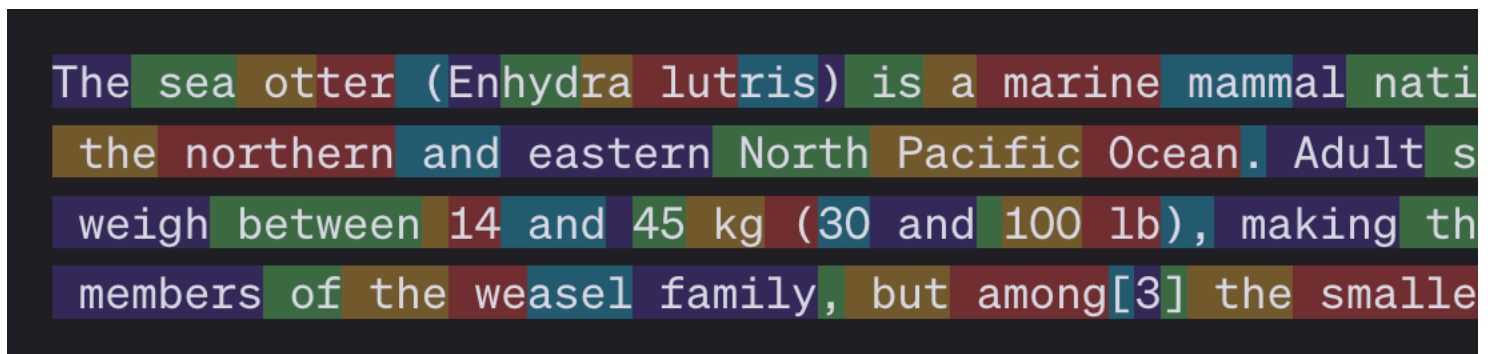 The sea otter (Enhydra lutris) is a marine mammal nati
the northern and eastern North Pacific Ocean. Adult s
weigh between 14 and 45 kg (30 and 100 lb), making th
members of the weasel family, but among[3] the smalle